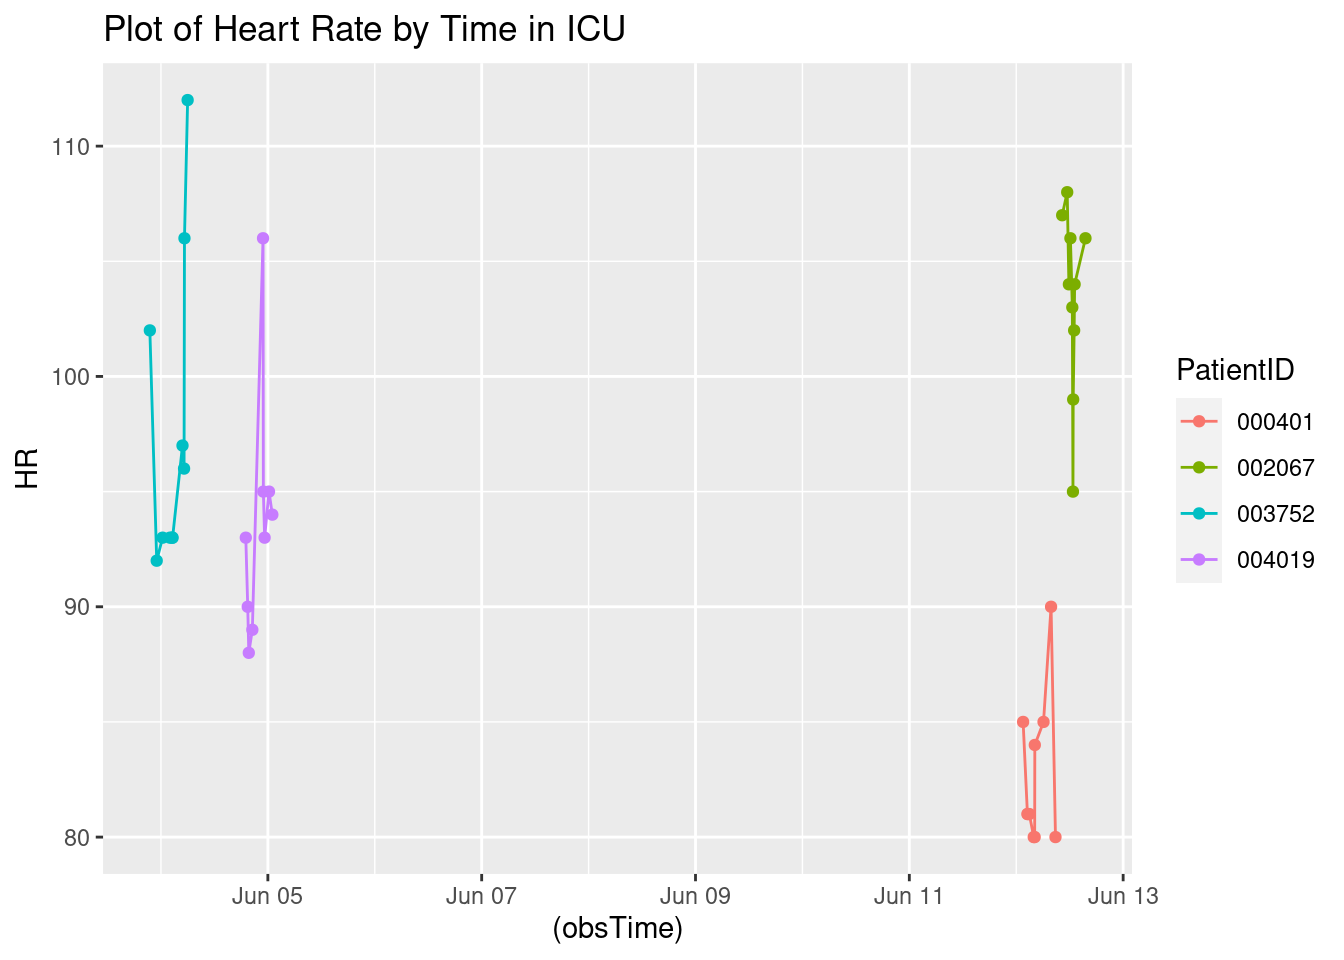 Plot of Heart Rate by Time in ICU
110
100
90
80
HR
Jun 05 Jun 07 Jun 09 Jun 11 Jun 13
(obsTime)
PatientID
000401
002067
003752
004019